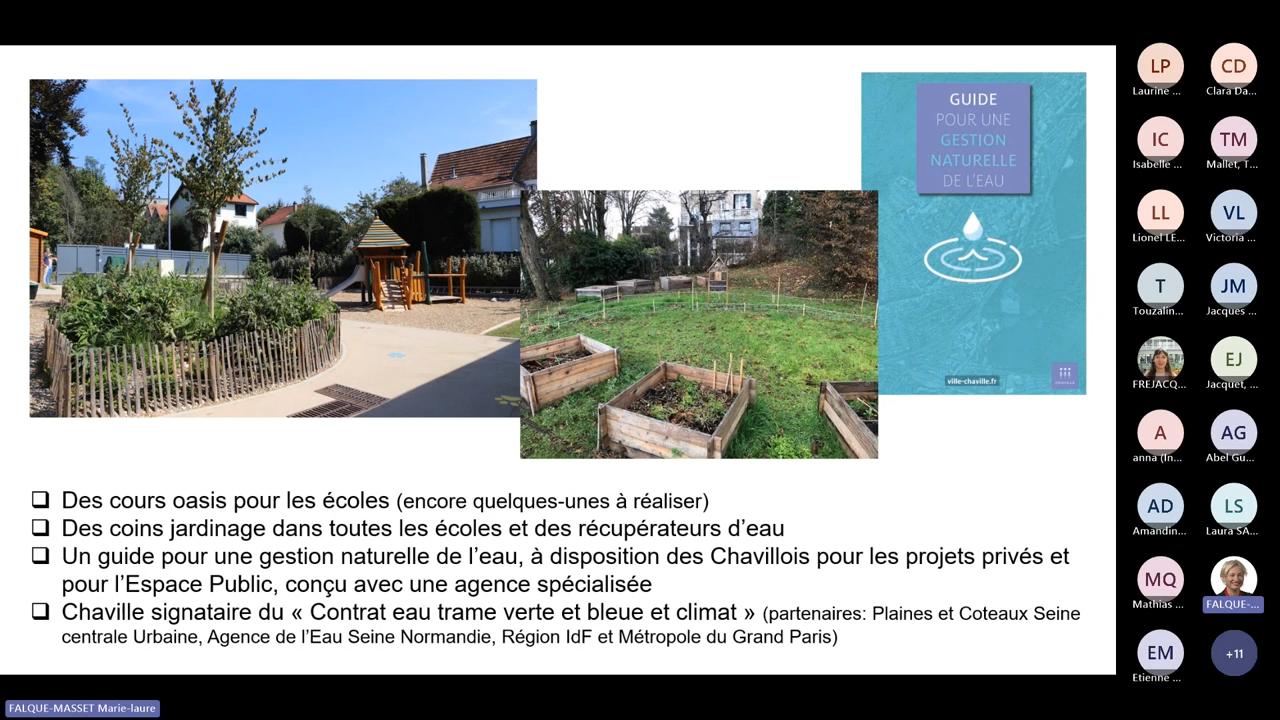 GUIDE
POUR UNE
GESTION
NATURELLE
DE L'EAU
ville-chaville.fr
CHAVILLE
❑ Des cours oasis pour les écoles (encore quelques-unes à réaliser)
❑ Des coins jardinage dans toutes les écoles et des récupérateurs d’eau
❑ Un guide pour une gestion naturelle de l’eau, à disposition des Chavillois pour les projets privés et
pour l’Espace Public, conçu avec une agence spécialisée
❑ Chaville signataire du « Contrat eau trame verte et bleue et climat » (partenaires: Plaines et Coteaux Seine
centrale Urbaine, Agence de l’Eau Seine Normandie, Région IdF et Métropole du Grand Paris)
LP
Laurine ...
CD
Clara Da...
IC
Isabelle ...
TM
Mallet, T...
LL
Lionel LE...
VL
Victoria ...
T
Touzalin...
JM
Jacques ...
FREJACQ...
EJ
Jacquet, ...
A
anna (In...
AG
Abel Gu...
AD
Amandin...
LS
Laura SA...
MQ
Mathias ...
FALQUE-...
EM
Etienne ...
+11
FALQUE-MASSET Marie-laure